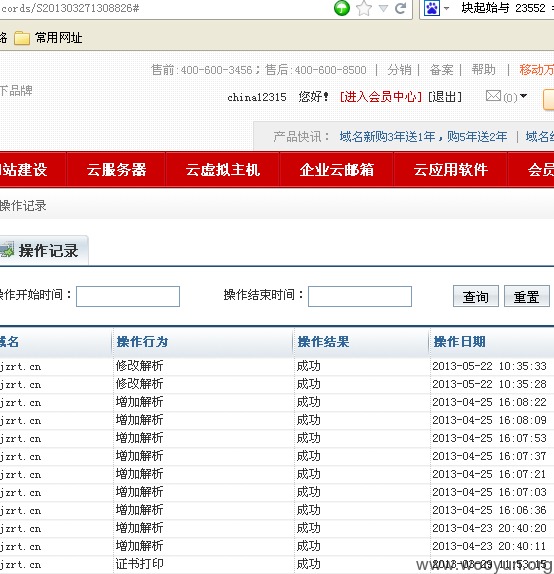 cords/S201303271308826#
块起始与 23552
络 常用网址
售前:400-600-3456；售后:400-600-8500 | 分销 | 备案 | 帮助 | 移动万
下品牌
china12315 您好! [进入会员中心] [退出] (0)
产品快讯： 域名新购3年送1年，购5年送2年 | 域名
站建设 云服务器 云虚拟主机 企业云邮箱 云应用软件 会员
操作记录
操作记录
操作开始时间： 操作结束时间： 查询 重置
域名 操作行为 操作结果 操作日期
jzrt.cn 修改解析 成功 2013-05-22 10:35:33
jzrt.cn 修改解析 成功 2013-05-22 10:35:28
jzrt.cn 增加解析 成功 2013-04-25 16:08:22
jzrt.cn 增加解析 成功 2013-04-25 16:08:09
jzrt.cn 增加解析 成功 2013-04-25 16:07:53
jzrt.cn 增加解析 成功 2013-04-25 16:07:37
jzrt.cn 增加解析 成功 2013-04-25 16:07:21
jzrt.cn 增加解析 成功 2013-04-25 16:07:03
jzrt.cn 增加解析 成功 2013-04-25 16:06:36
jzrt.cn 增加解析 成功 2013-04-23 20:40:20
jzrt.cn 增加解析 成功 2013-04-23 20:40:11
jzrt.cn 证书打印 成功 2013-03-29 11:53:15
www.wooyun.org